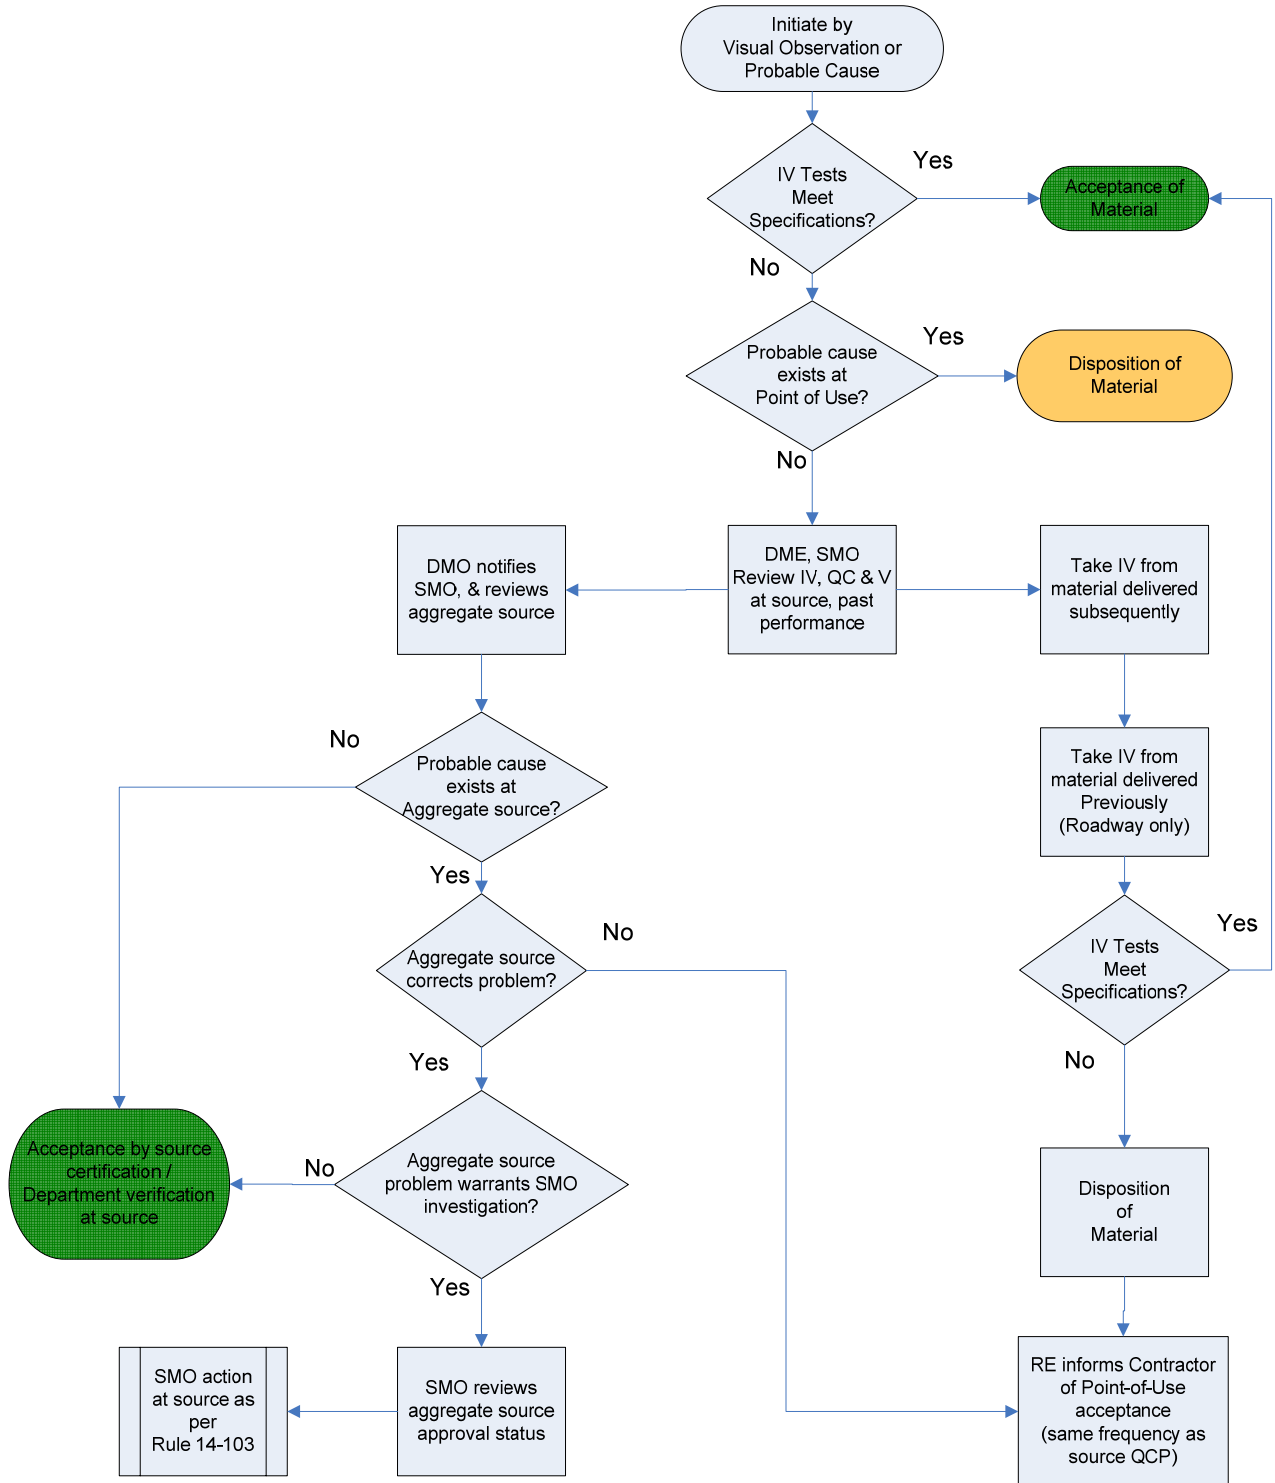 Initiate by
Visual Observation or
Probable Cause
IV Tests
Meet
Specifications?
Yes
Acceptance of
Material
No
Probable cause
exists at
Point of Use?
Yes
Disposition of
Material
No
DMO notifies
SMO, & reviews
aggregate source
DME, SMO
Review IV, QC & V
at source, past
performance
Take IV from
material delivered
subsequently
No
Probable cause
exists at
Aggregate source?
Take IV from
material delivered
Previously
(Roadway only)
Yes
No
Aggregate source
corrects problem?
Yes
IV Tests
Meet
Specifications?
Yes
No
Acceptance by source
certification /
Department verification
at source
No
Aggregate source
problem warrants SMO
investigation?
Disposition
of
Material
Yes
SMO action
at source as
per
Rule 14-103
SMO reviews
aggregate source
approval status
RE informs Contractor
of Point-of-Use
acceptance
(same frequency as
source QCP)